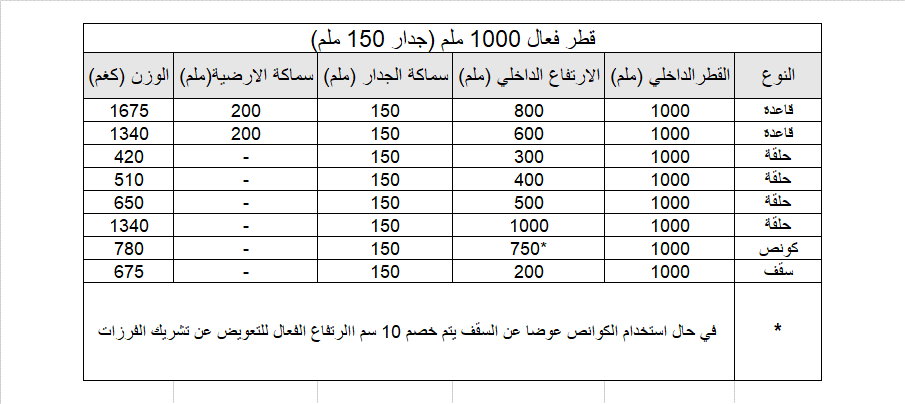 قطر فعال 1000 ملم (جدار 150 ملم)
النوع القطر الداخلي (ملم) الارتفاع الداخلي (ملم) سماكة الجدار (ملم) سماكة الارضية(ملم) الوزن (كغم)
قاعدة 1000 800 150 200 1675
قاعدة 1000 600 150 200 1340
حلقة 1000 300 150 - 420
حلقة 1000 400 150 - 510
حلقة 1000 500 150 - 650
حلقة 1000 1000 150 - 1340
كونص 1000 750* 150 - 780
سقف 1000 200 150 - 675
* في حال استخدام الكوانص عوضا عن السقف يتم خصم 10 سم االرتفاع الفعال للتعويض عن تشريك الفرزات